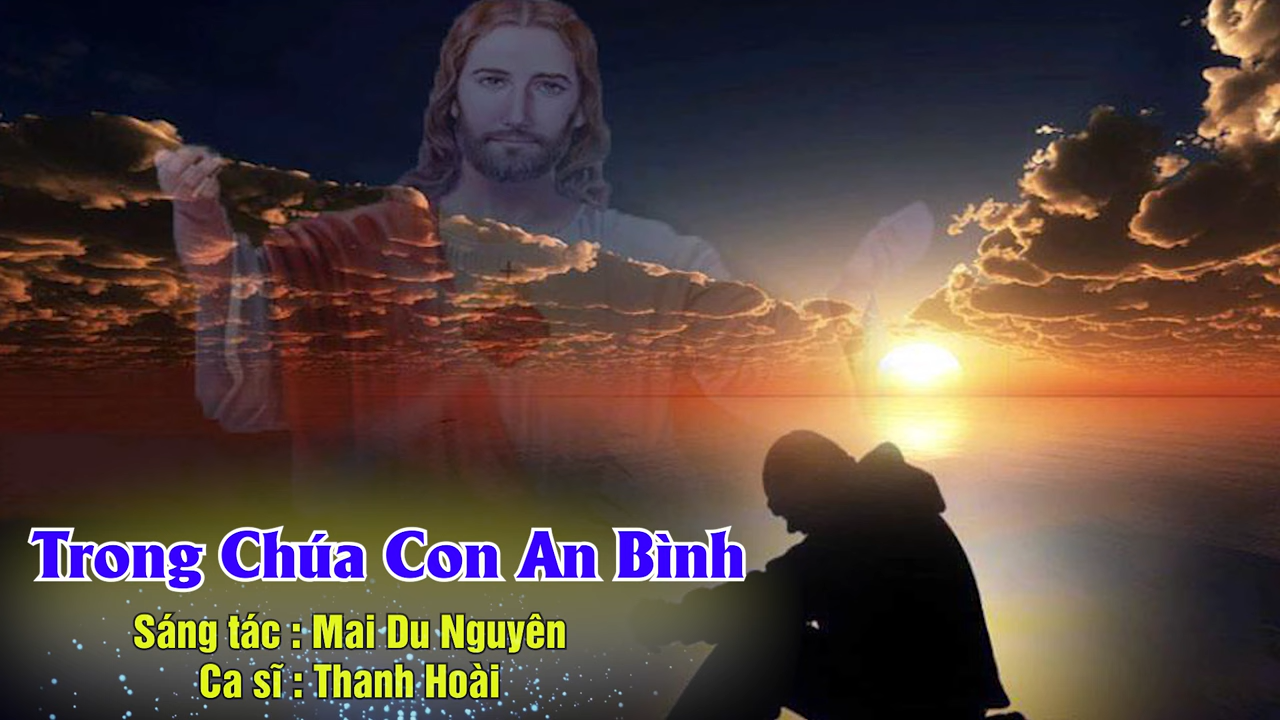 Trong Chúa Con An Bình
Sáng tác : Mai Du Nguyên
Ca sĩ : Thanh Hoài